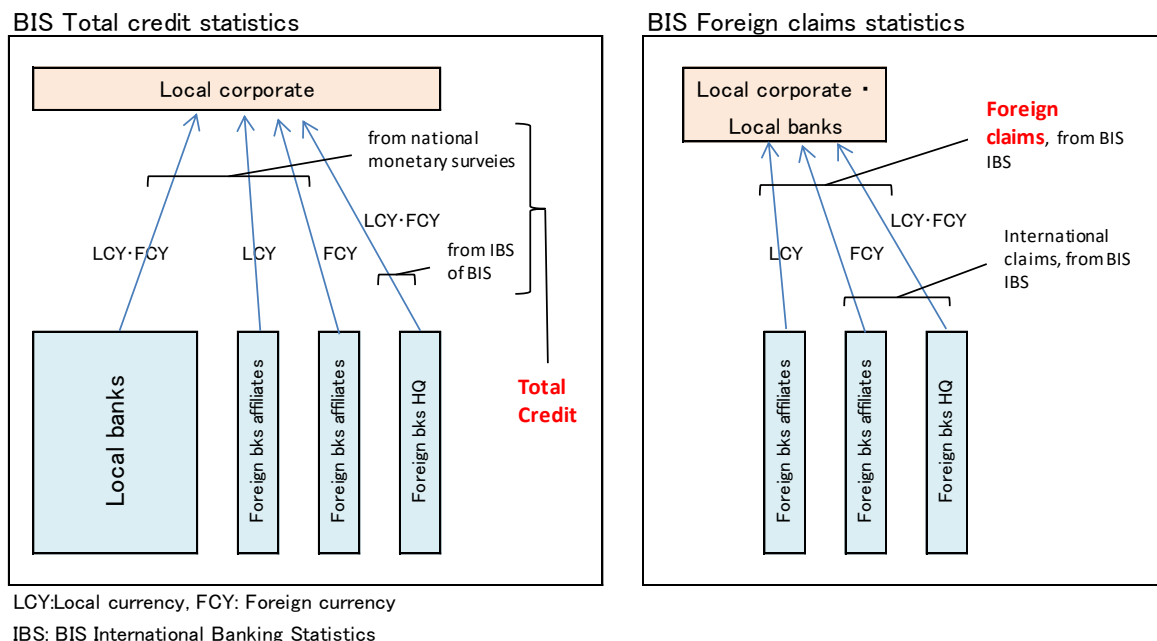 BIS Total credit statistics
Local corporate
from national
monetary surveies
LCY･FCY
LCY･FCY
LCY
FCY
from IBS
of BIS
Total
Credit
Local banks
Foreign bks affiliates
Foreign bks affiliates
Foreign bks HQ
BIS Foreign claims statistics
Local corporate ・
Local banks
Foreign
claims, from BIS
IBS
LCY･FCY
LCY
FCY
International
claims, from BIS
IBS
Foreign bks affiliates
Foreign bks affiliates
Foreign bks HQ
LCY:Local currency, FCY: Foreign currency
IBS: BIS International Banking Statistics